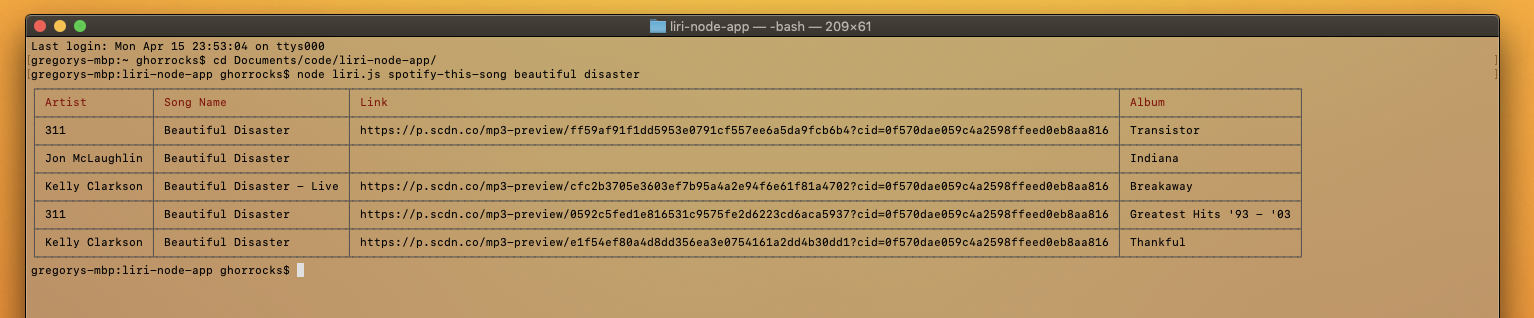 liri-node-app — -bash — 209×61
Last login: Mon Apr 15 23:53:04 on ttys000
[gregorys-mbp:~ ghorrocks$ cd Documents/code/liri-node-app/ ]
[gregorys-mbp:liri-node-app ghorrocks$ node liri.js spotify-this-song beautiful disaster ]
Artist Song Name Link Album
311 Beautiful Disaster https://p.scdn.co/mp3-preview/ff59af91f1dd5953e0791cf557ee6a5da9fcb6b4?cid=0f570dae059c4a2598ffeed0eb8aa816 Transistor
Jon McLaughlin Beautiful Disaster Indiana
Kelly Clarkson Beautiful Disaster - Live https://p.scdn.co/mp3-preview/cfc2b3705e3603ef7b95a4a2e94f6e61f81a4702?cid=0f570dae059c4a2598ffeed0eb8aa816 Breakaway
311 Beautiful Disaster https://p.scdn.co/mp3-preview/0592c5fed1e816531c9575fe2d6223cd6aca5937?cid=0f570dae059c4a2598ffeed0eb8aa816 Greatest Hits '93 - '03
Kelly Clarkson Beautiful Disaster https://p.scdn.co/mp3-preview/e1f54ef80a4d8dd356ea3e0754161a2dd4b30dd1?cid=0f570dae059c4a2598ffeed0eb8aa816 Thankful
gregorys-mbp:liri-node-app ghorrocks$